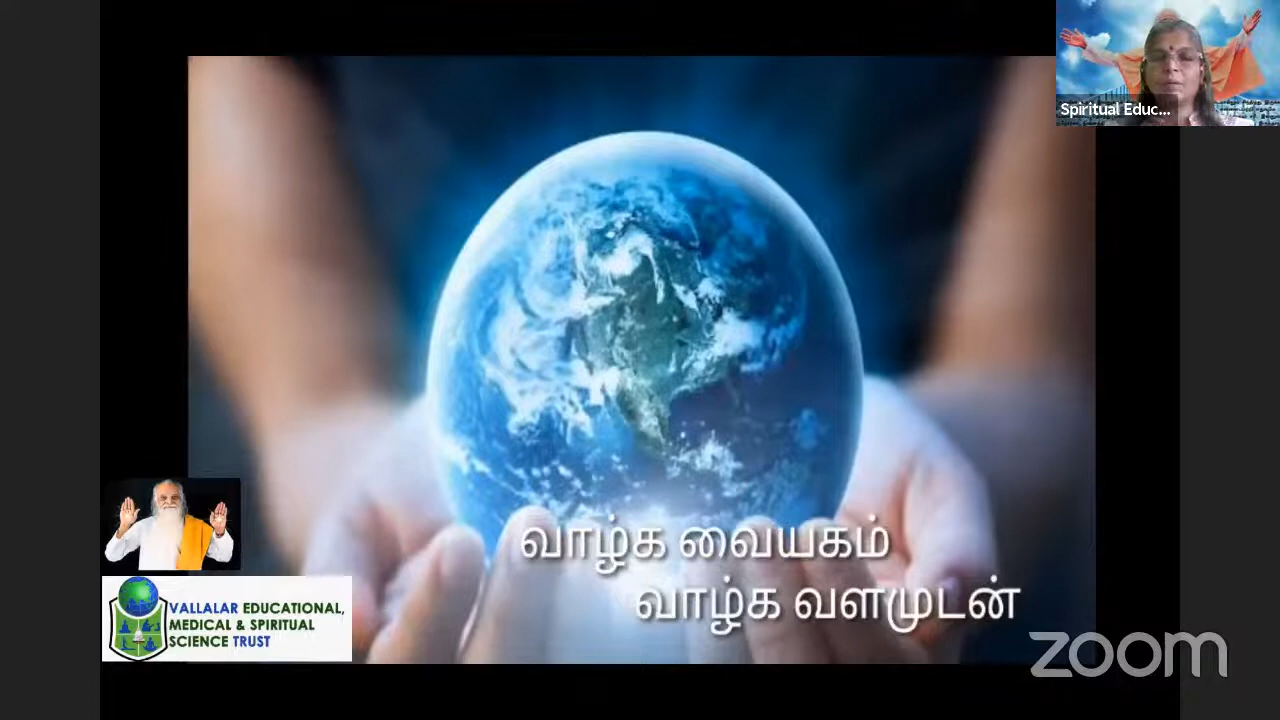 Spiritual Educ...
வாழ்க வையகம்
வாழ்க வளமுடன்
VALLALAR EDUCATIONAL,
MEDICAL & SPIRITUAL
SCIENCE TRUST
zoom